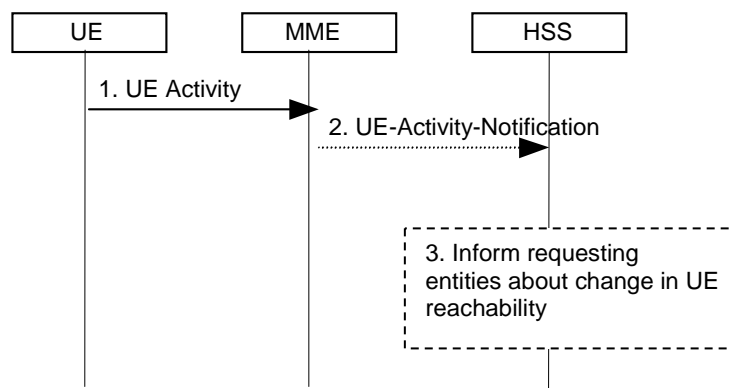 UE
MME
HSS
1. UE Activity
2. UE-Activity-Notification
3. Inform requesting
entities about change in UE
reachability